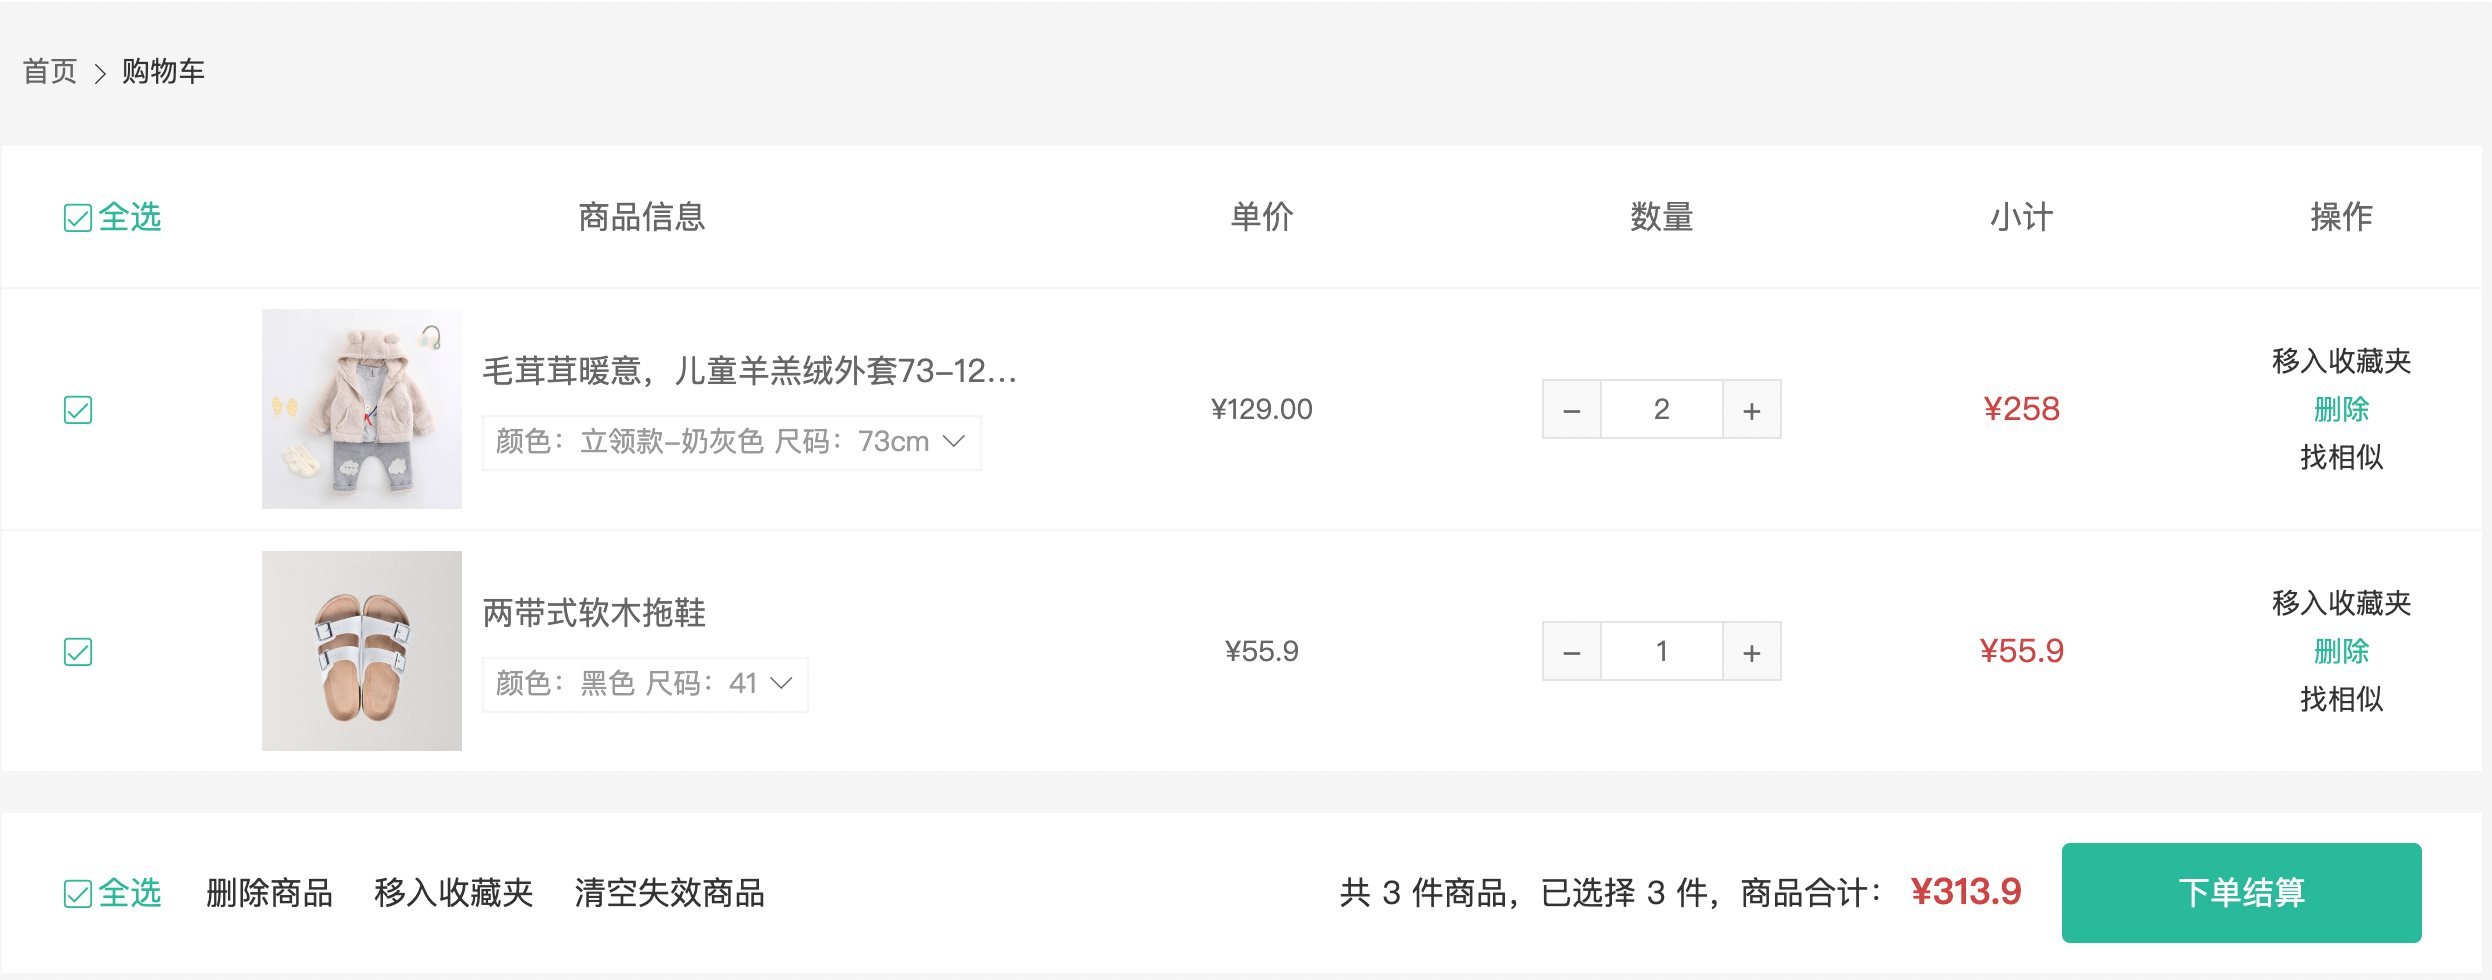 首页 > 购物车
全选 商品信息 单价 数量 小计 操作
毛茸茸暖意，儿童羊羔绒外套73-12...
颜色：立领款-奶灰色 尺码：73cm
¥129.00
− 2 +
¥258
移入收藏夹
删除
找相似
两带式软木拖鞋
颜色：黑色 尺码：41
¥55.9
− 1 +
¥55.9
移入收藏夹
删除
找相似
全选 删除商品 移入收藏夹 清空失效商品 共 3 件商品，已选择 3 件，商品合计： ¥313.9 下单结算